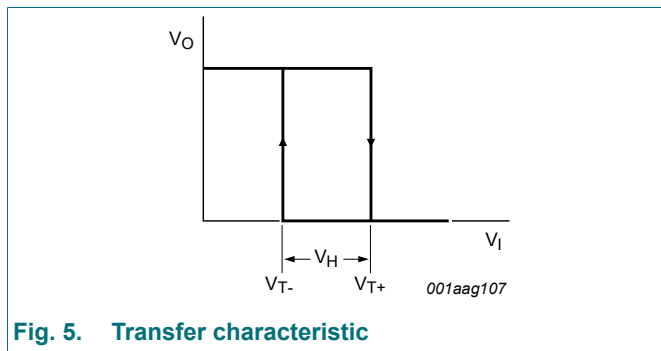 VO
VI
VH
VT-
VT+
001aag107
Fig. 5. Transfer characteristic